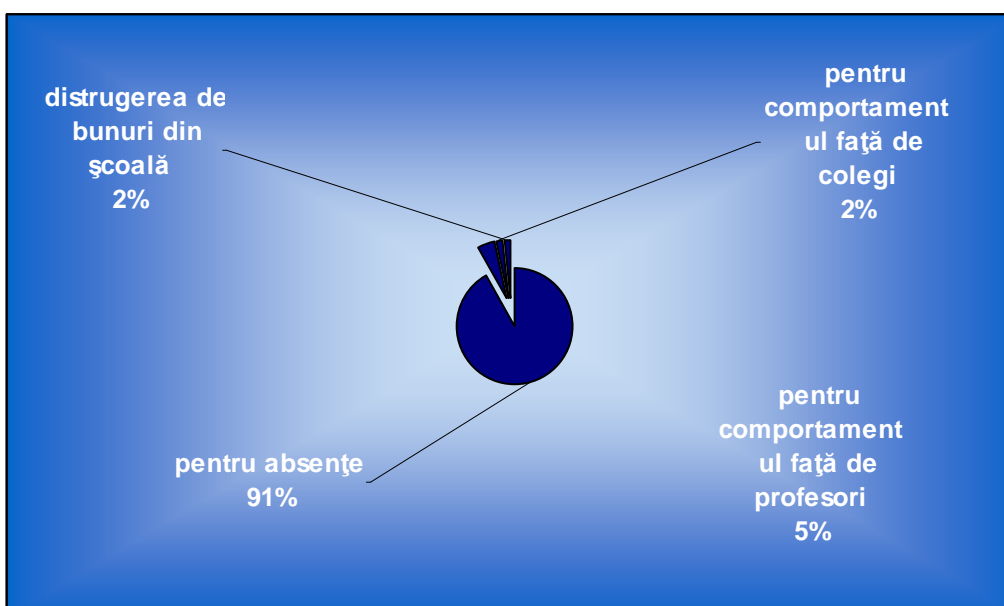 distrugerea de
bunuri din
şcoală
2%
pentru
comportament
ul faţă de
colegi
2%
pentru absenţe
91%
pentru
comportament
ul faţă de
profesori
5%